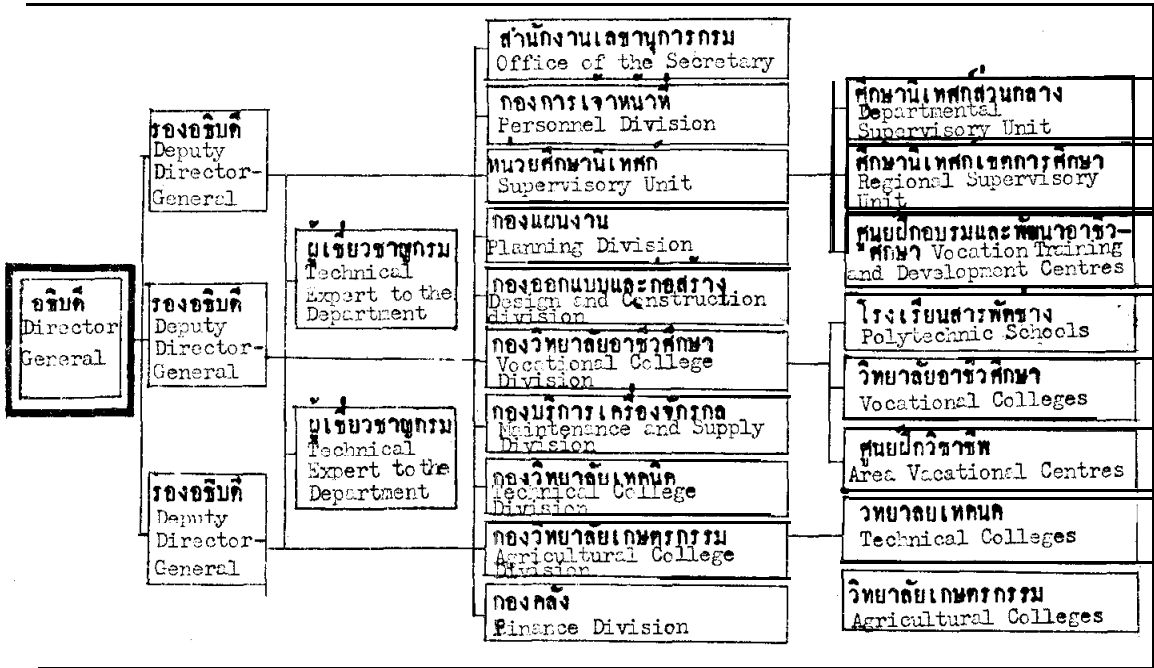 อธิบดี
Director
General
รองอธิบดี
Deputy
Director-
General
รองอธิบดี
Deputy
Director-
General
รองอธิบดี
Deputy
Director-
General
ผู้เชี่ยวชาญกรม
Technical
Expert to the
Department
ผู้เชี่ยวชาญกรม
Technical
Expert to the
Department
สำนักงานเลขานุการกรม
Office of the Secretary
กองการเจ้าหน้าที่
Personnel Division
หน่วยศึกษานิเทศก์
Supervisory Unit
กองแผนงาน
Planning Division
กองออกแบบและก่อสร้าง
Design and Construction
division
กองวิทยาลัยอาชีวศึกษา
Vocational College
Division
กองบริการเครื่องจักรกล
Maintenance and Supply
Division
กองวิทยาลัยเทคนิค
Technical College
Division
กองวิทยาลัยเกษตรกรรม
Agricultural College
Division
กองคลัง
Finance Division
ศึกษานิเทศก์ส่วนกลาง
Departmental
Supervisory Unit
ศึกษานิเทศก์เขตการศึกษา
Regional Supervisory
Unit
ศูนย์ฝึกอบรมและพัฒนาอาชีว-
ศึกษา Vocation Training
and Development Centres
โรงเรียนสารพัดช่าง
Polytechnic Schools
วิทยาลัยอาชีวศึกษา
Vocational Colleges
ศูนย์ฝึกวิชาชีพ
Area Vacational Centres
วิทยาลัยเทคนิค
Technical Colleges
วิทยาลัยเกษตรกรรม
Agricultural Colleges